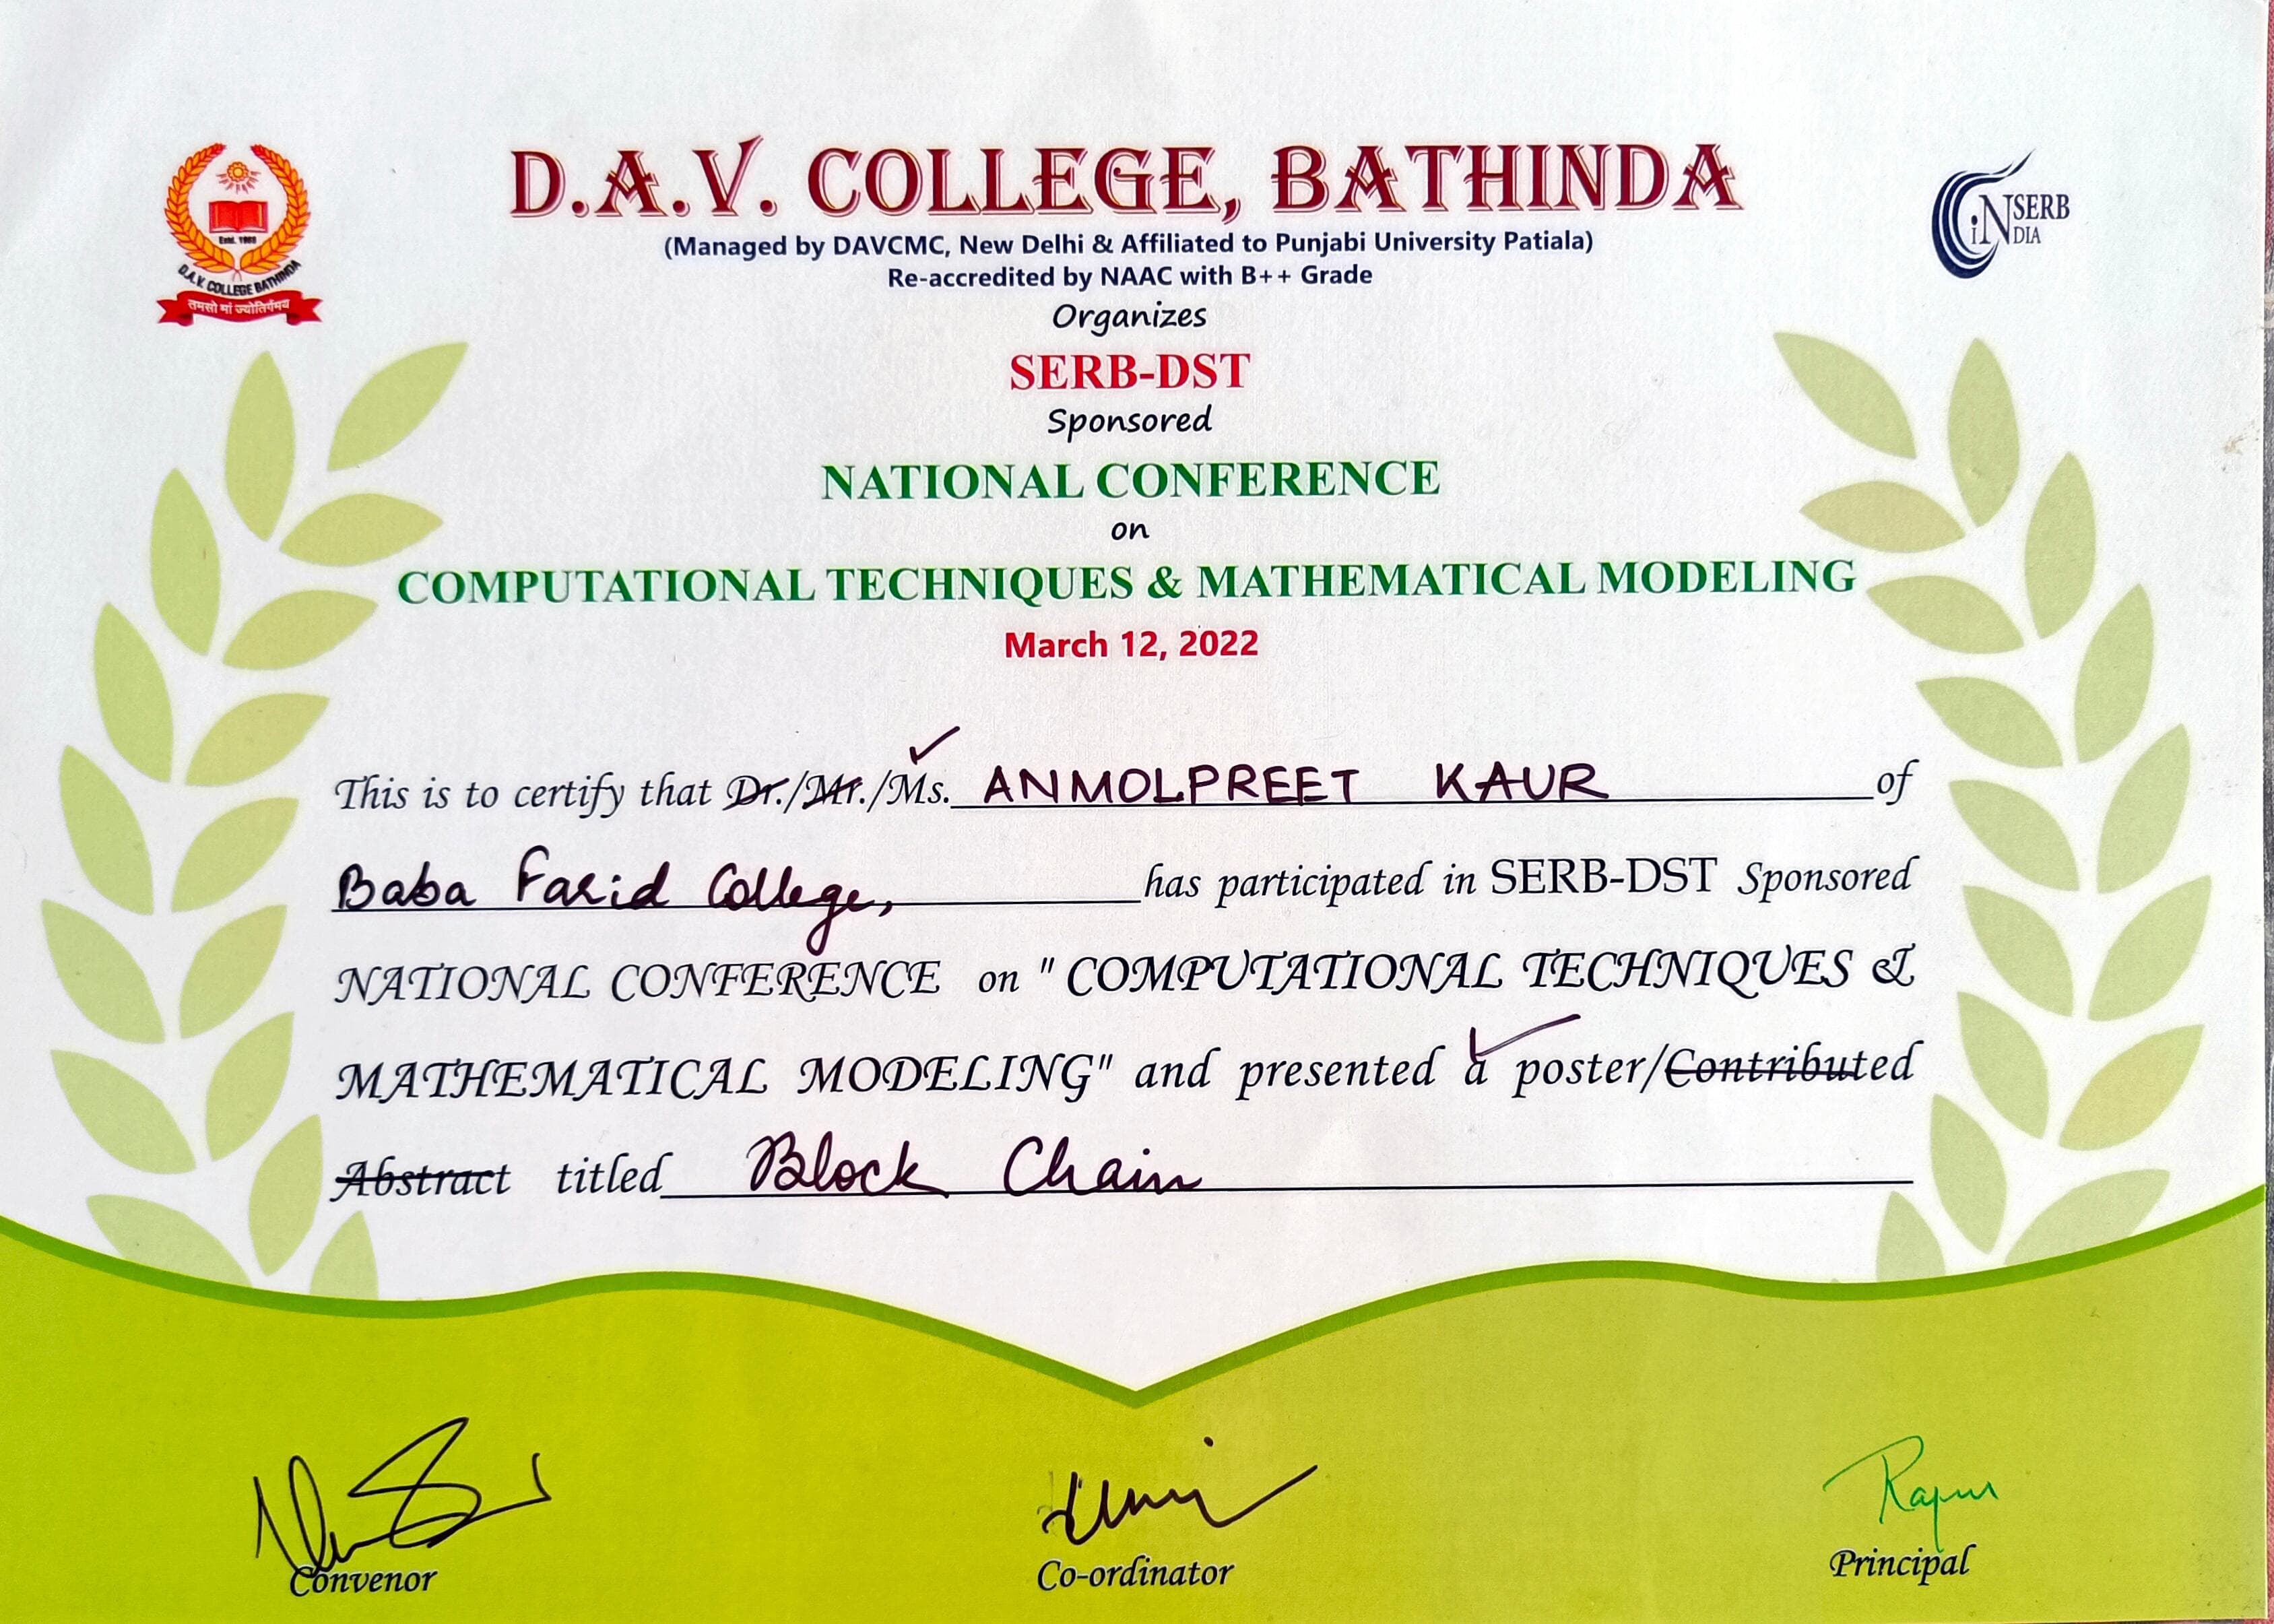 Estd. 1969
D.A.V. COLLEGE BATHINDA
तमसो मां ज्योतिर्गमय
D.A.V. COLLEGE, BATHINDA
(Managed by DAVCMC, New Delhi & Affiliated to Punjabi University Patiala)
Re-accredited by NAAC with B++ Grade
SERB
iNDIA
Organizes
SERB-DST
Sponsored
NATIONAL CONFERENCE
on
COMPUTATIONAL TECHNIQUES & MATHEMATICAL MODELING
March 12, 2022
This is to certify that Dr./Mr./Ms. ANMOLPREET KAUR of
Baba Farid College, has participated in SERB-DST Sponsored
NATIONAL CONFERENCE on "COMPUTATIONAL TECHNIQUES &
MATHEMATICAL MODELING" and presented a poster/Contributed
Abstract titled Block Chain
Convenor
Co-ordinator
Principal